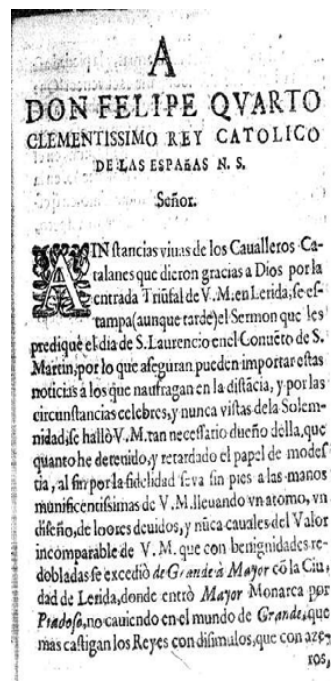 A
DON FELIPE QVARTO
CLEMENTISSIMO REY CATOLICO
DE LAS ESPAÑAS N. S.
Señor.
A IN stancias viuas de los Caualleros Ca-
talanes que dieron gracias a Dios por la
entrada Triũfal de V. M. en Lerida, se es-
tampa (aunque tarde) el Sermon que les
prediquè el dia de S. Laurencio en el Conuẽto de S.
Martin, por lo que aseguran pueden importar estas
noticias a los que naufragan en la distãcia, y por las
circunstancias celebres, y nunca vistas dela Solem-
nidad; se hallò V. M. tan necessario dueño della, que
quanto he detenido, y retardado el papel de modes
tia, al fin por la fidelidad se va sin pies a las manos
munificentissimas de V. M. lleuando vn atomo, vn
diseño, de loores deuidos, y nũca cauales del Valor
incomparable de V. M. que con benignidades re-
dobladas se excediò de Grande à Mayor cõ la Ciu-
dad de Lerida, donde entrò Mayor Monarca por
Piadoso, no cauiendo en el mundo de Grande, que
mas castigan los Reyes con disimulos, que con aze-
ros,